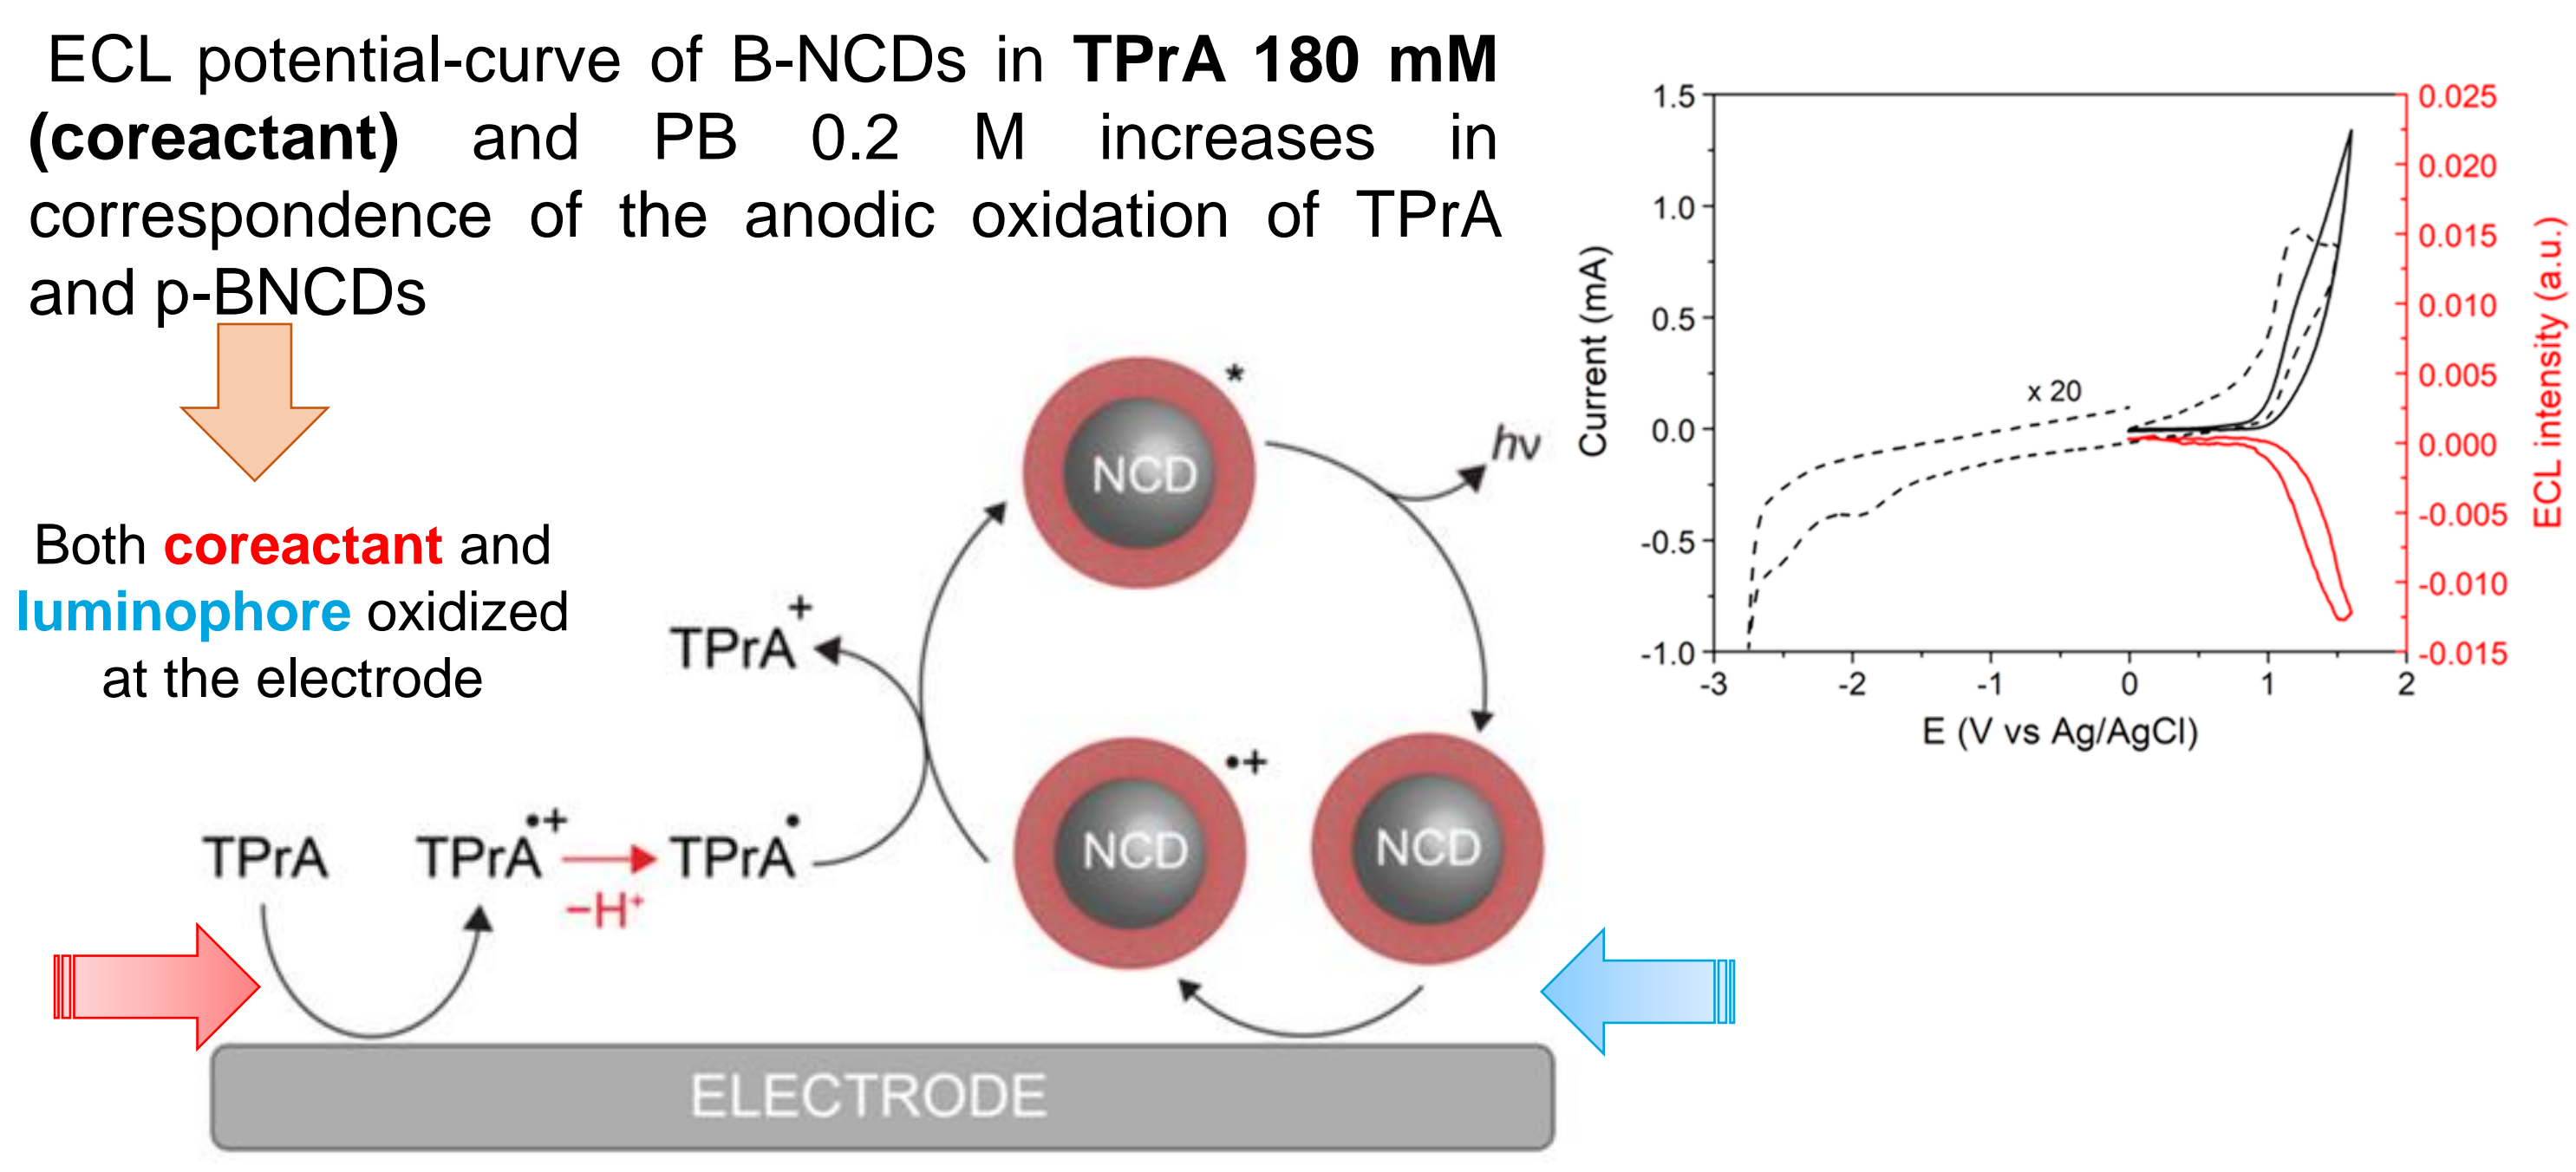 ECL potential-curve of B-NCDs in TPrA 180 mM
(coreactant) and PB 0.2 M increases in
correspondence of the anodic oxidation of TPrA
and p-BNCDs
Both coreactant and
luminophore oxidized
at the electrode
NCD
*
hν
TPrA+
TPrA
TPrA•+
−H+
TPrA•
NCD
•+
NCD
ELECTRODE
Current (mA)
1.5
1.0
0.5
0.0
-0.5
-1.0
x 20
-3 -2 -1 0 1 2
E (V vs Ag/AgCl)
0.025
0.020
0.015
0.010
0.005
0.000
-0.005
-0.010
-0.015
ECL intensity (a.u.)